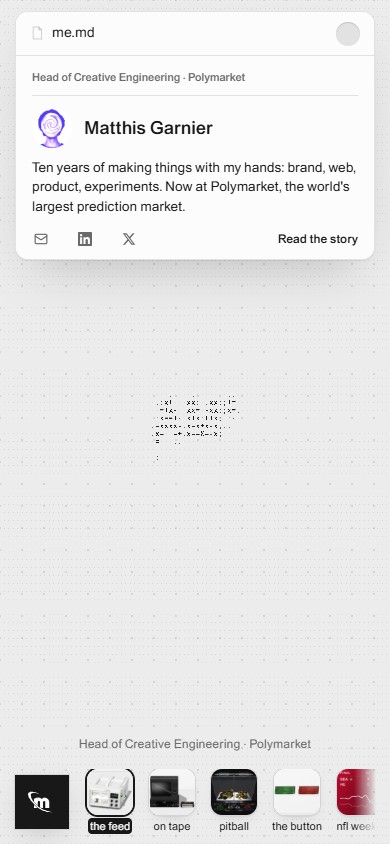 me.md
Head of Creative Engineering · Polymarket
Matthis Garnier
Ten years of making things with my hands: brand, web,
product, experiments. Now at Polymarket, the world's
largest prediction market.
Read the story
Head of Creative Engineering · Polymarket
m
the feed
on tape
pitball
the button
nfl week